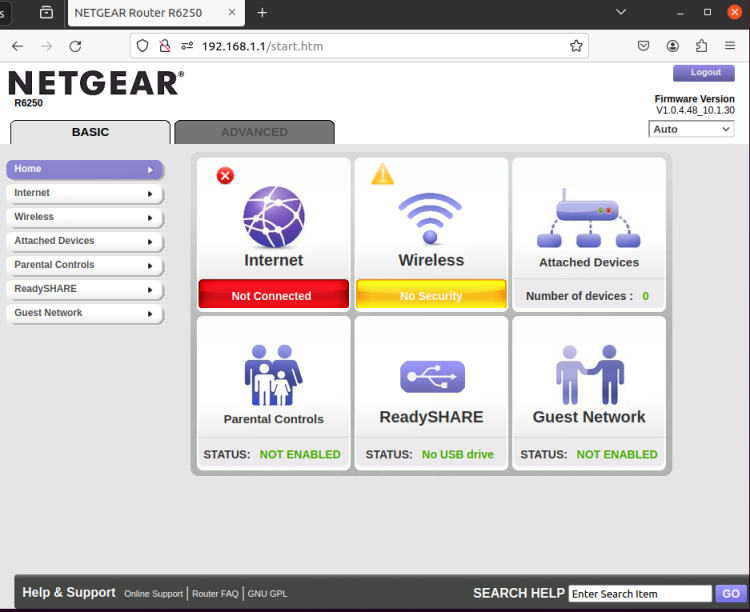 s
NETGEAR Router R6250
192.168.1.1/start.htm
NETGEAR®
R6250
Logout
Firmware Version
V1.0.4.48_10.1.30
Auto
BASIC
ADVANCED
Home
Internet
Wireless
Attached Devices
Parental Controls
ReadySHARE
Guest Network
Internet
Not Connected
Wireless
No Security
Attached Devices
Number of devices : 0
Parental Controls
STATUS: NOT ENABLED
ReadySHARE
STATUS: No USB drive
Guest Network
STATUS: NOT ENABLED
Help & Support Online Support | Router FAQ | GNU GPL
SEARCH HELP Enter Search Item GO